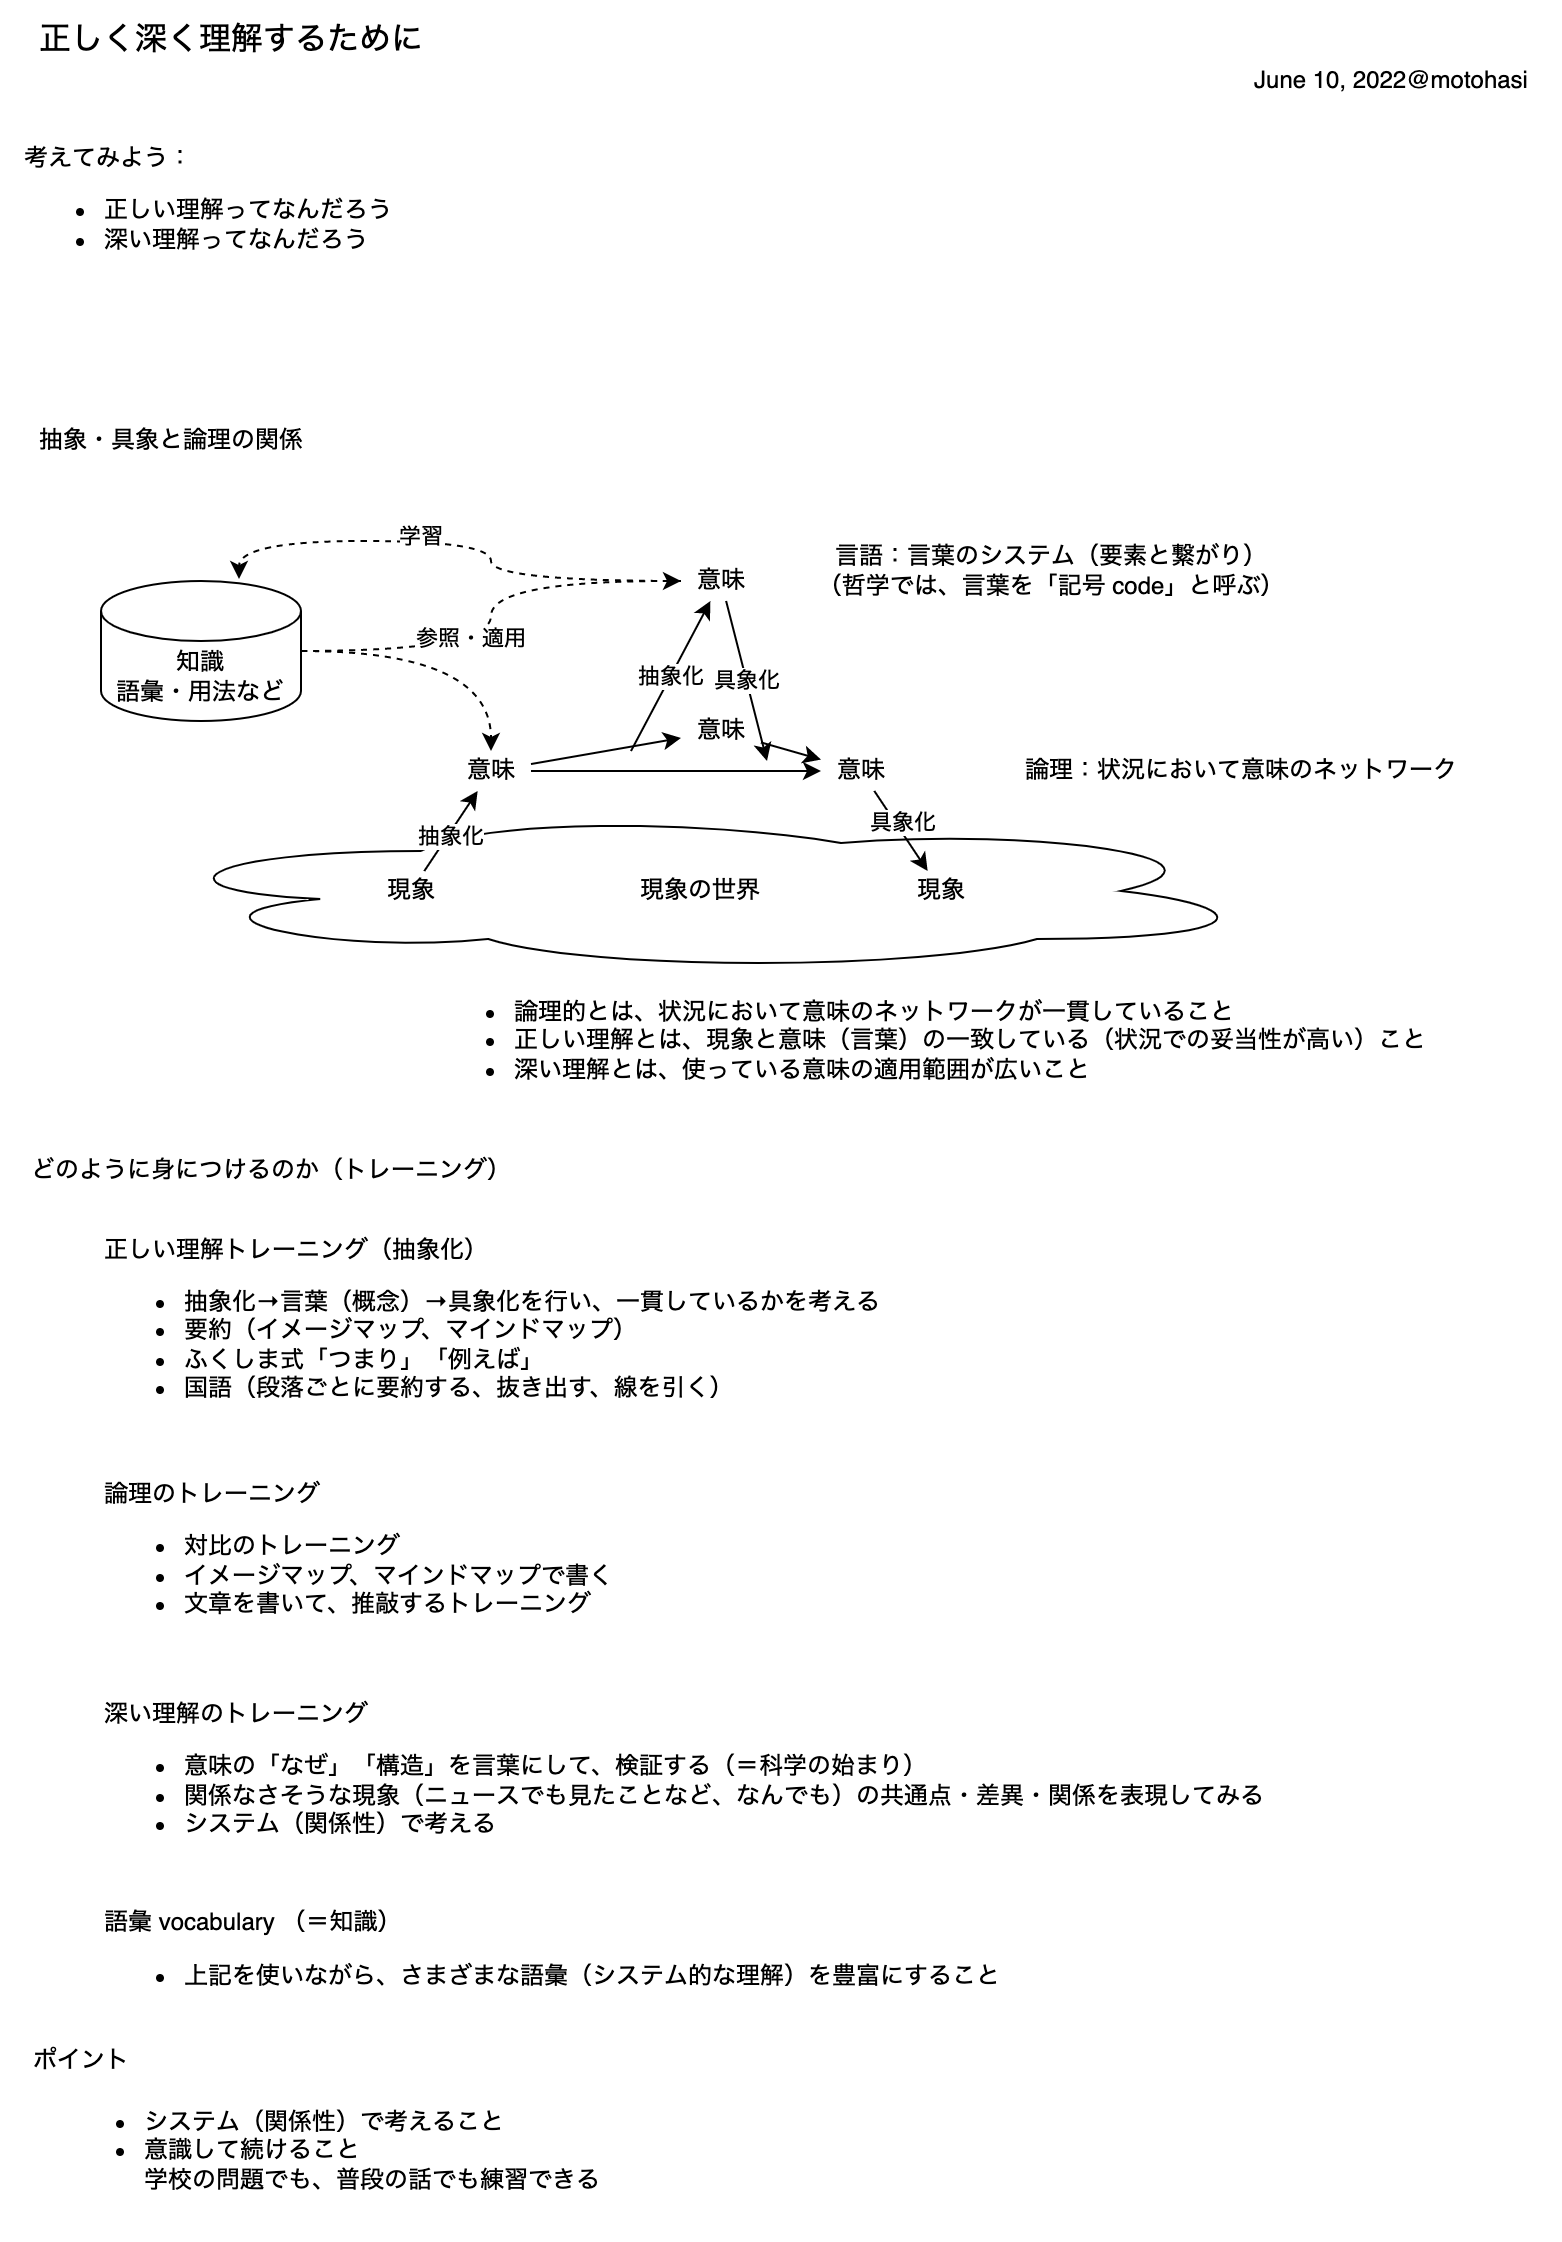 正しく深く理解するために
June 10, 2022@motohasi
考えてみよう：
正しい理解ってなんだろう
深い理解ってなんだろう
抽象・具象と論理の関係
学習
意味
言語：言葉のシステム（要素と繋がり）
（哲学では、言葉を「記号 code」と呼ぶ）
参照・適用
知識
語彙・用法など
抽象化
具象化
意味
意味
意味
論理：状況において意味のネットワーク
抽象化
具象化
現象
現象の世界
現象
論理的とは、状況において意味のネットワークが一貫していること
正しい理解とは、現象と意味（言葉）の一致している（状況での妥当性が高い）こと
深い理解とは、使っている意味の適用範囲が広いこと
どのように身につけるのか（トレーニング）
正しい理解トレーニング（抽象化）
抽象化→言葉（概念）→具象化を行い、一貫しているかを考える
要約（イメージマップ、マインドマップ）
ふくしま式「つまり」「例えば」
国語（段落ごとに要約する、抜き出す、線を引く）
論理のトレーニング
対比のトレーニング
イメージマップ、マインドマップで書く
文章を書いて、推敲するトレーニング
深い理解のトレーニング
意味の「なぜ」「構造」を言葉にして、検証する（＝科学の始まり）
関係なさそうな現象（ニュースでも見たことなど、なんでも）の共通点・差異・関係を表現してみる
システム（関係性）で考える
語彙 vocabulary （＝知識）
上記を使いながら、さまざまな語彙（システム的な理解）を豊富にすること
ポイント
システム（関係性）で考えること
意識して続けること
学校の問題でも、普段の話でも練習できる